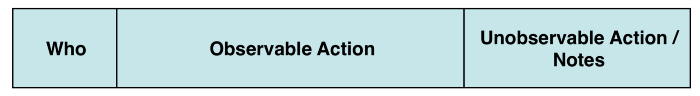 Who
Observable Action
Unobservable Action /
Notes